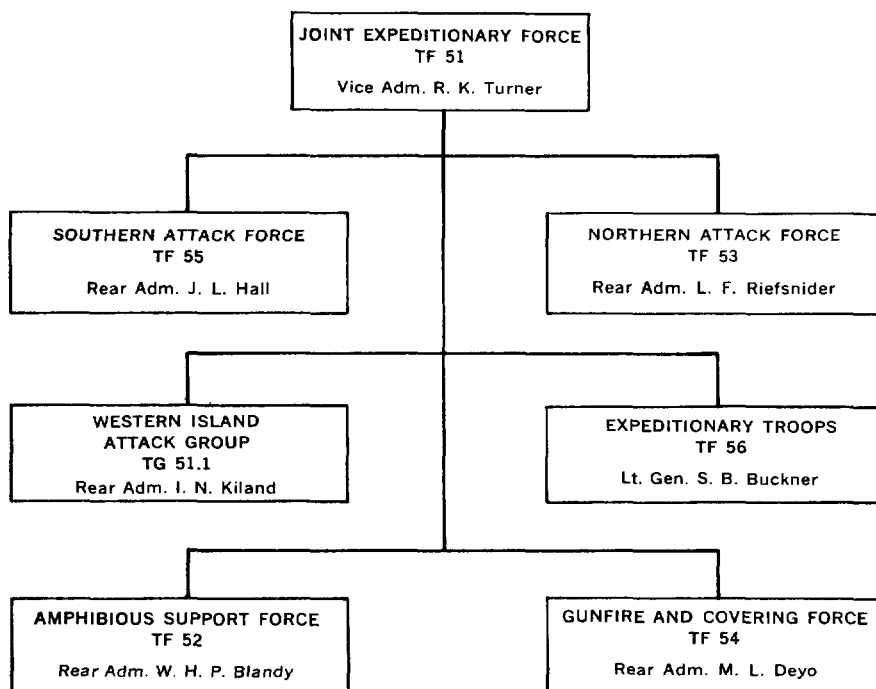 JOINT EXPEDITIONARY FORCE
TF 51
Vice Adm. R. K. Turner
SOUTHERN ATTACK FORCE
TF 55
Rear Adm. J. L. Hall
NORTHERN ATTACK FORCE
TF 53
Rear Adm. L. F. Riefsnider
WESTERN ISLAND
ATTACK GROUP
TG 51.1
Rear Adm. I. N. Kiland
EXPEDITIONARY TROOPS
TF 56
Lt. Gen. S. B. Buckner
AMPHIBIOUS SUPPORT FORCE
TF 52
Rear Adm. W. H. P. Blandy
GUNFIRE AND COVERING FORCE
TF 54
Rear Adm. M. L. Deyo